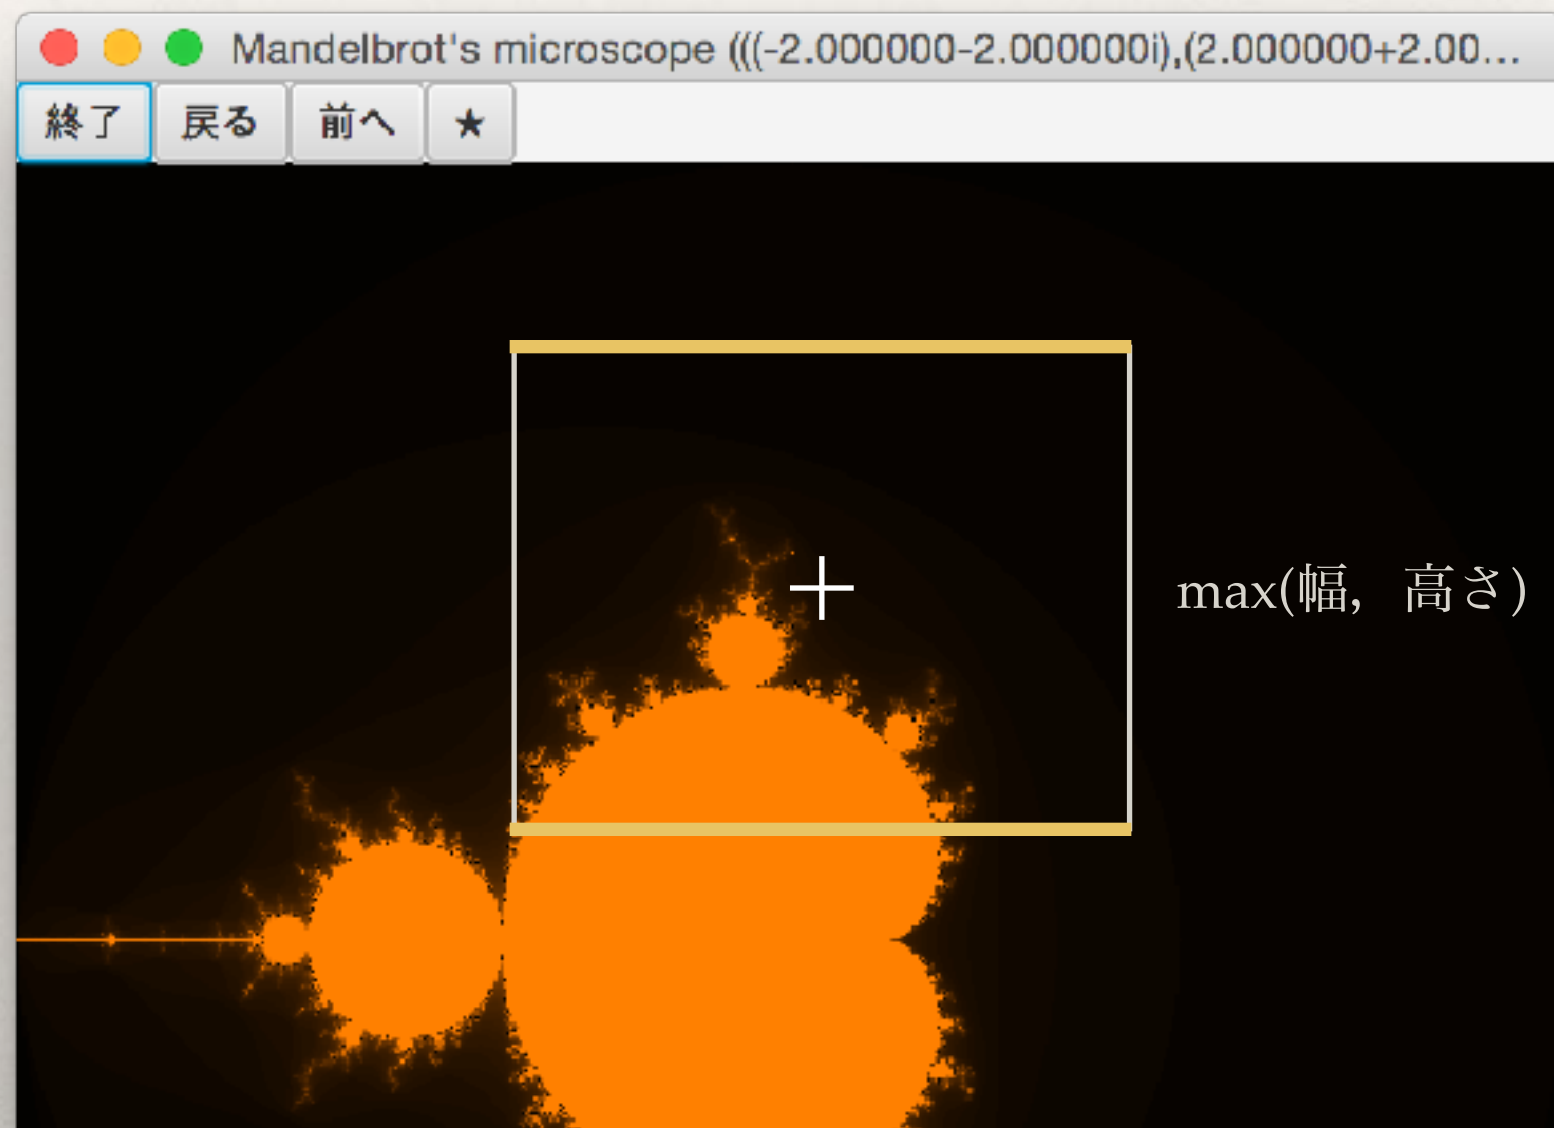 Mandelbrot's microscope (((-2.000000-2.000000i),(2.000000+2.00...
終了 戻る 前へ ★
max(幅, 高さ)